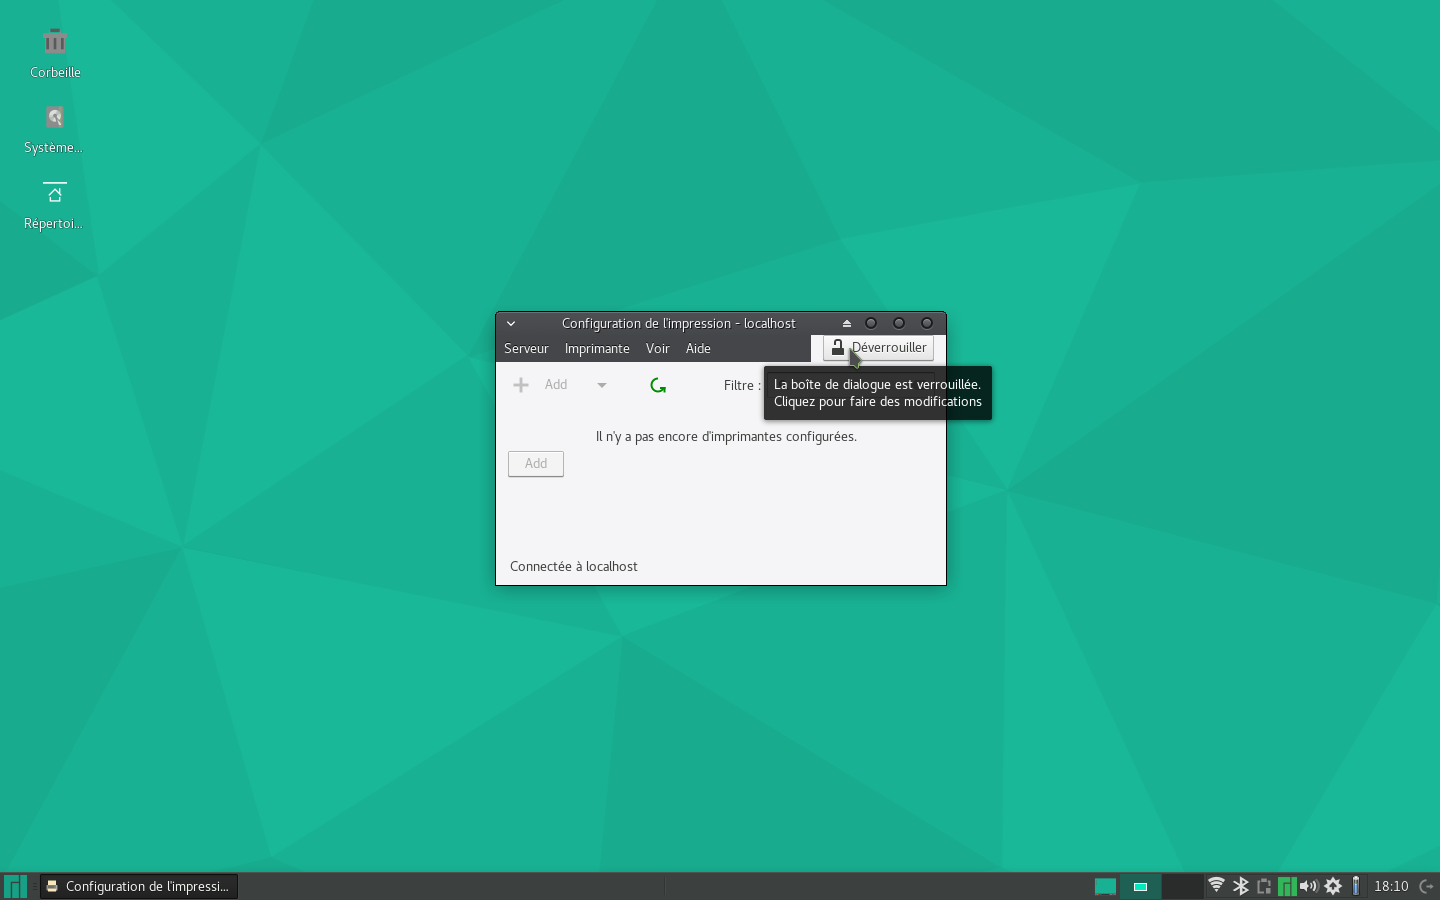 Corbeille
Système...
Répertoi...
Configuration de l'impression - localhost
Serveur Imprimante Voir Aide Déverrouiller
Add Filtre :
La boîte de dialogue est verrouillée.
Cliquez pour faire des modifications
Il n'y a pas encore d'imprimantes configurées.
Add
Connectée à localhost
Configuration de l'impressi... 18:10